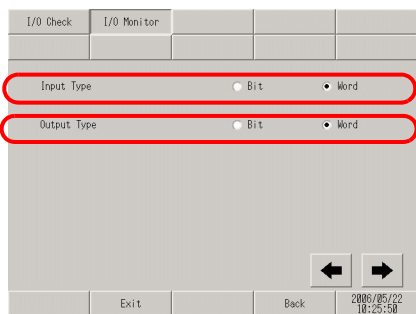 I/O Check I/O Monitor
Input Type Bit Word
Output Type Bit Word
Exit Back 2006/05/22
10:25:50